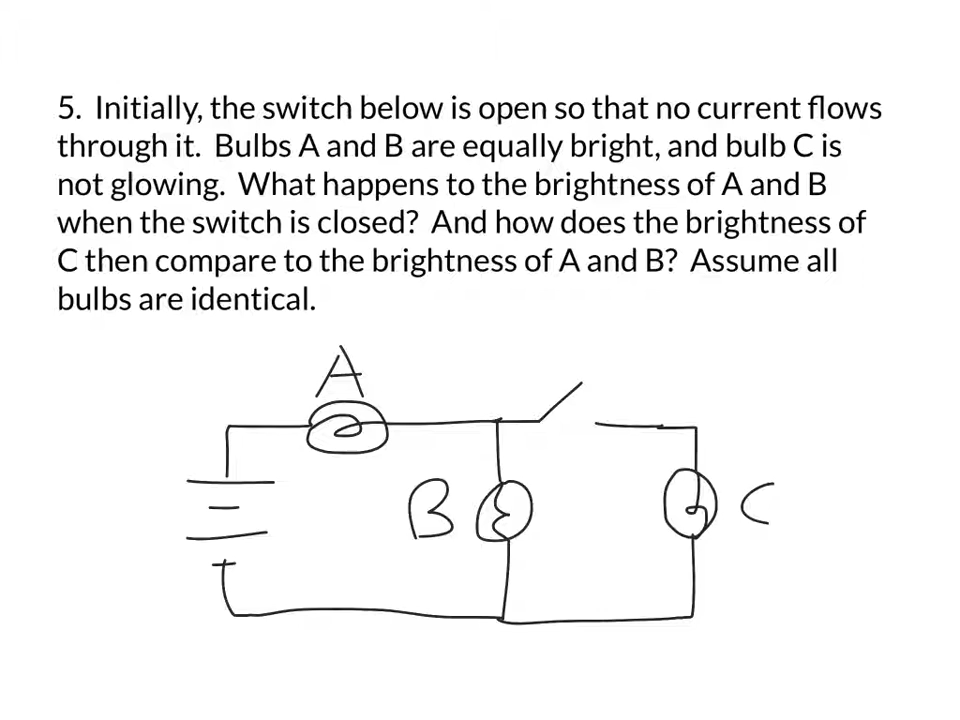 5. Initially, the switch below is open so that no current flows
through it. Bulbs A and B are equally bright, and bulb C is
not glowing. What happens to the brightness of A and B
when the switch is closed? And how does the brightness of
C then compare to the brightness of A and B? Assume all
bulbs are identical.
A
B
C